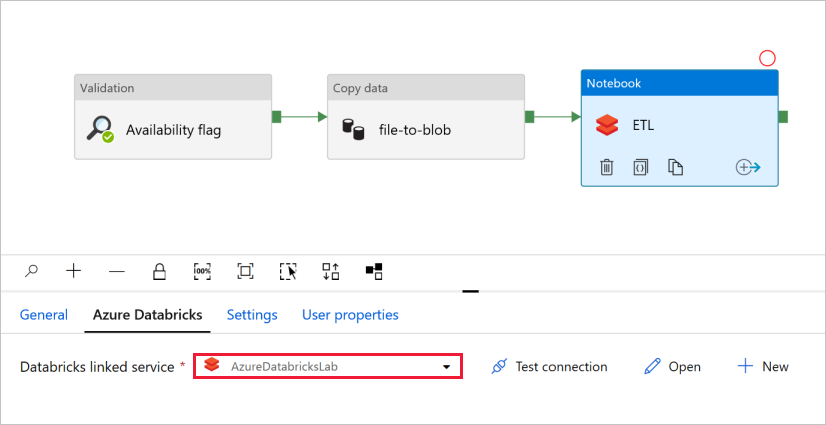 Validation
Availability flag
Copy data
file-to-blob
Notebook
ETL
100%
General
Azure Databricks
Settings
User properties
Databricks linked service *
AzureDatabricksLab
Test connection
Open
New